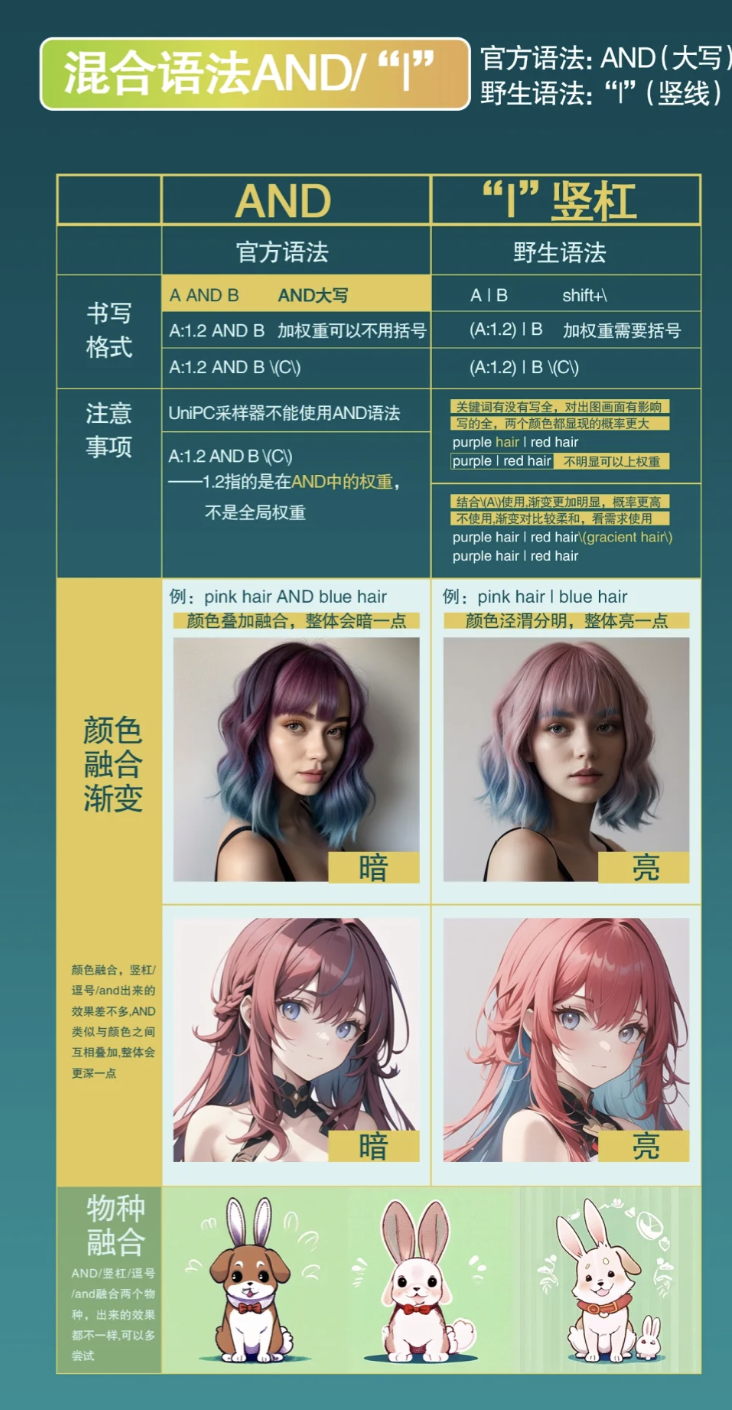 混合语法AND/“|”
官方语法: AND(大写)
野生语法: “|” (竖线)
AND
“|” 竖杠
官方语法
野生语法
书写
格式
A AND B AND大写
A | B shift+\
A:1.2 AND B 加权重可以不用括号
(A:1.2) | B 加权重需要括号
A:1.2 AND B \(C\)
(A:1.2) | B \(C\)
注意
事项
UniPC采样器不能使用AND语法
A:1.2 AND B \(C\)
——1.2指的是在AND中的权重,
不是全局权重
关键词有没有写全，对出图画面有影响
写的全，两个颜色都显现的概率更大
purple hair | red hair
purple | red hair 不明显可以上权重
结合\(A\)使用,渐变更加明显，概率更高
不使用,渐变对比较柔和，看需求使用
purple hair | red hair\(gracient hair\)
purple hair | red hair
颜色
融合
渐变
例：pink hair AND blue hair
颜色叠加融合，整体会暗一点
例：pink hair | blue hair
颜色泾渭分明，整体亮一点
暗
亮
颜色融合，竖杠/
逗号/and出来的
效果差不多,AND
类似与颜色之间
互相叠加,整体会
更深一点
暗
亮
物种
融合
AND/竖杠/逗号
/and融合两个物
种，出来的效果
都不一样,可以多
尝试